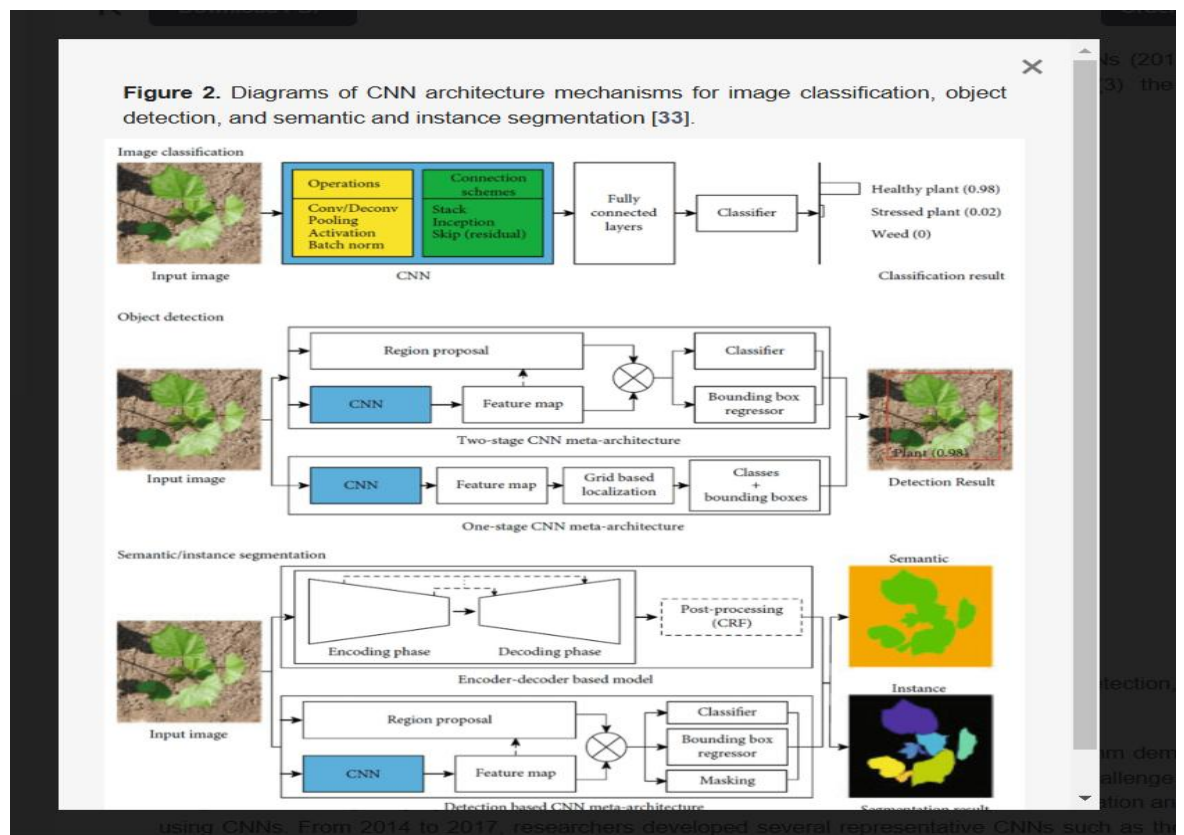 Figure 2. Diagrams of CNN architecture mechanisms for image classification, object
detection, and semantic and instance segmentation [33].
Image classification
Operations
Conv/Deconv
Pooling
Activation
Batch norm
Connection
schemes
Stack
Inception
Skip (residual)
Fully
connected
layers
Classifier
Healthy plant (0.98)
Stressed plant (0.02)
Weed (0)
Input image
CNN
Classification result
Object detection
Region proposal
Classifier
CNN
Feature map
Bounding box
regressor
Two-stage CNN meta-architecture
Plant (0.98)
Input image
CNN
Feature map
Grid based
localization
Classes
+
bounding boxes
Detection Result
One-stage CNN meta-architecture
Semantic/instance segmentation
Semantic
Post-processing
(CRF)
Encoding phase
Decoding phase
Encoder-decoder based model
Instance
Region proposal
Classifier
Input image
Bounding box
regressor
CNN
Feature map
Masking
Detection based CNN meta-architecture
Segmentation result
using CNNs. From 2014 to 2017, researchers developed several representative CNNs such as the